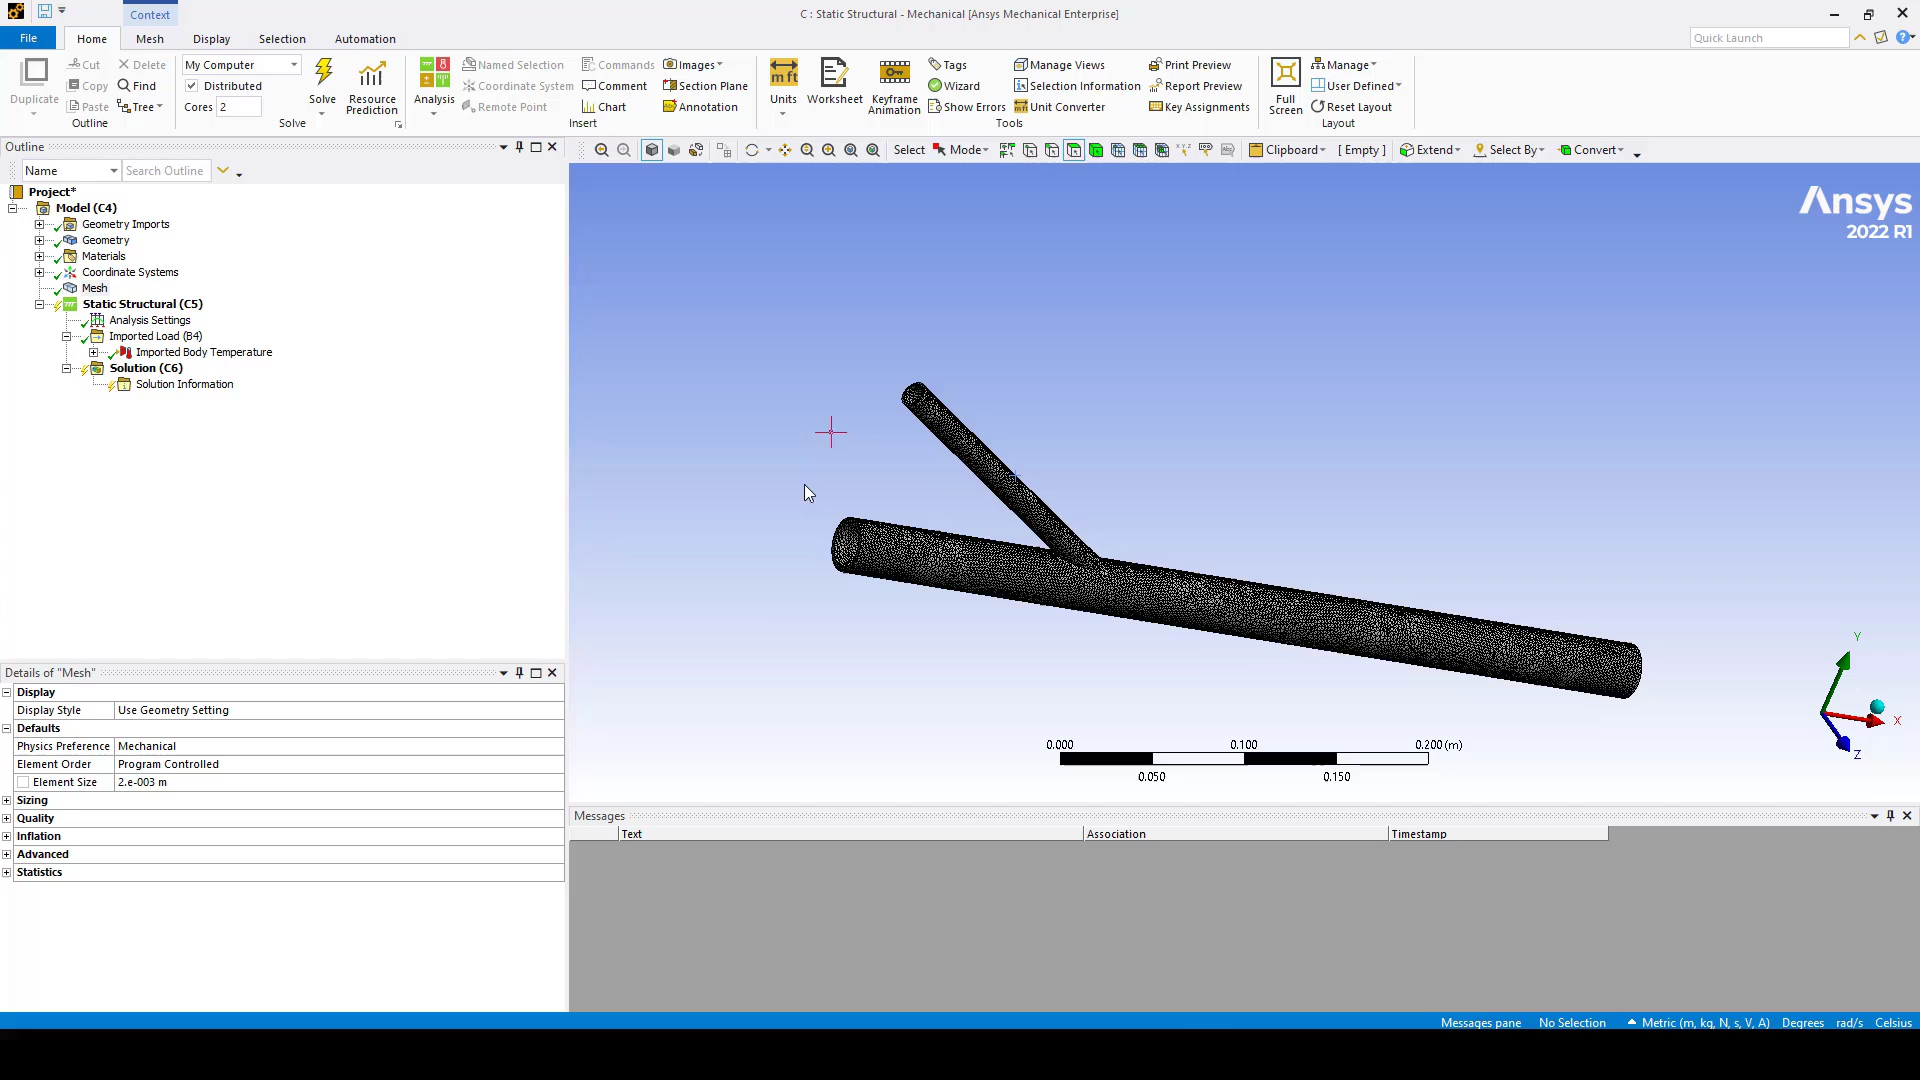 Context
C : Static Structural - Mechanical [Ansys Mechanical Enterprise]
File Home Mesh Display Selection Automation
Quick Launch
Duplicate
Cut
Copy
Paste
Delete
Find
Tree
Outline
My Computer
Distributed
Cores 2
Solve
Resource Prediction
Solve
Analysis
Named Selection
Coordinate System
Remote Point
Commands
Comment
Chart
Images
Section Plane
Annotation
Insert
Units
Worksheet
Keyframe Animation
Tags
Wizard
Show Errors
Manage Views
Selection Information
Unit Converter
Print Preview
Report Preview
Key Assignments
Tools
Full Screen
Manage
User Defined
Reset Layout
Layout
Outline
Name Search Outline
Select Mode Clipboard [ Empty ] Extend Select By Convert
Project*
Model (C4)
Geometry Imports
Geometry
Materials
Coordinate Systems
Mesh
Static Structural (C5)
Analysis Settings
Imported Load (B4)
Imported Body Temperature
Solution (C6)
Solution Information
Ansys
2022 R1
Details of "Mesh"
Display
Display Style Use Geometry Setting
Defaults
Physics Preference Mechanical
Element Order Program Controlled
Element Size 2.e-003 m
Sizing
Quality
Inflation
Advanced
Statistics
Y
X
Z
0.000 0.100 0.200 (m)
0.050 0.150
Messages
Text Association Timestamp
Messages pane No Selection Metric (m, kg, N, s, V, A) Degrees rad/s Celsius